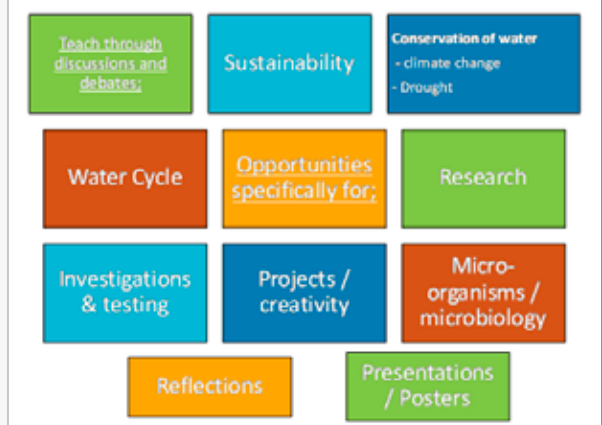 Teach through
discussions and
debates;
Sustainability
Conservation of water
- climate change
- Drought
Water Cycle
Opportunities
specifically for;
Research
Investigations
& testing
Projects /
creativity
Micro-
organisms /
microbiology
Reflections
Presentations
/ Posters